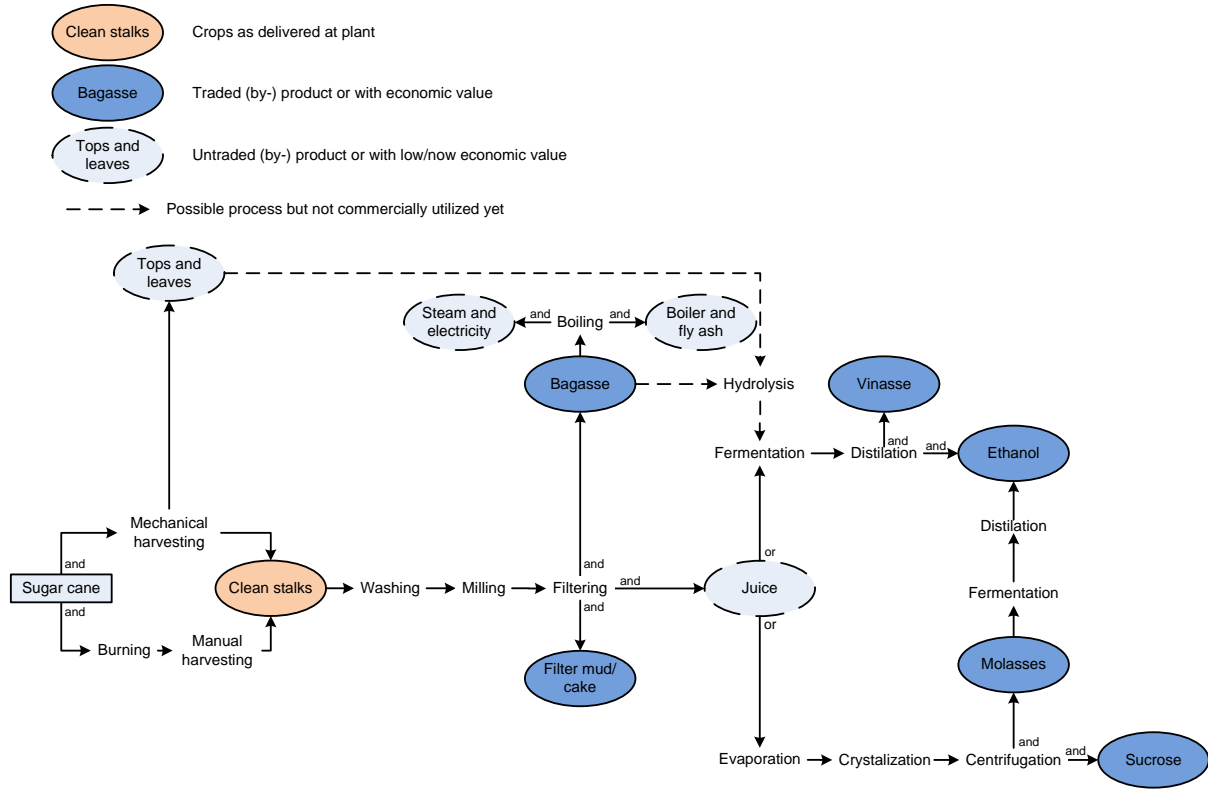 Clean stalks
Crops as delivered at plant
Bagasse
Traded (by-) product or with economic value
Tops and
leaves
Untraded (by-) product or with low/now economic value
Possible process but not commercially utilized yet
Tops and
leaves
Steam and
electricity
and
Boiling
and
Boiler and
fly ash
Bagasse
Hydrolysis
Vinasse
Fermentation
Distilation
and
and
Ethanol
Mechanical
harvesting
Distilation
and
Sugar cane
and
Clean stalks
Washing
Milling
Filtering
and
and
and
or
Juice
or
Fermentation
Burning
Manual
harvesting
Filter mud/
cake
Molasses
Evaporation
Crystalization
Centrifugation
and
and
Sucrose